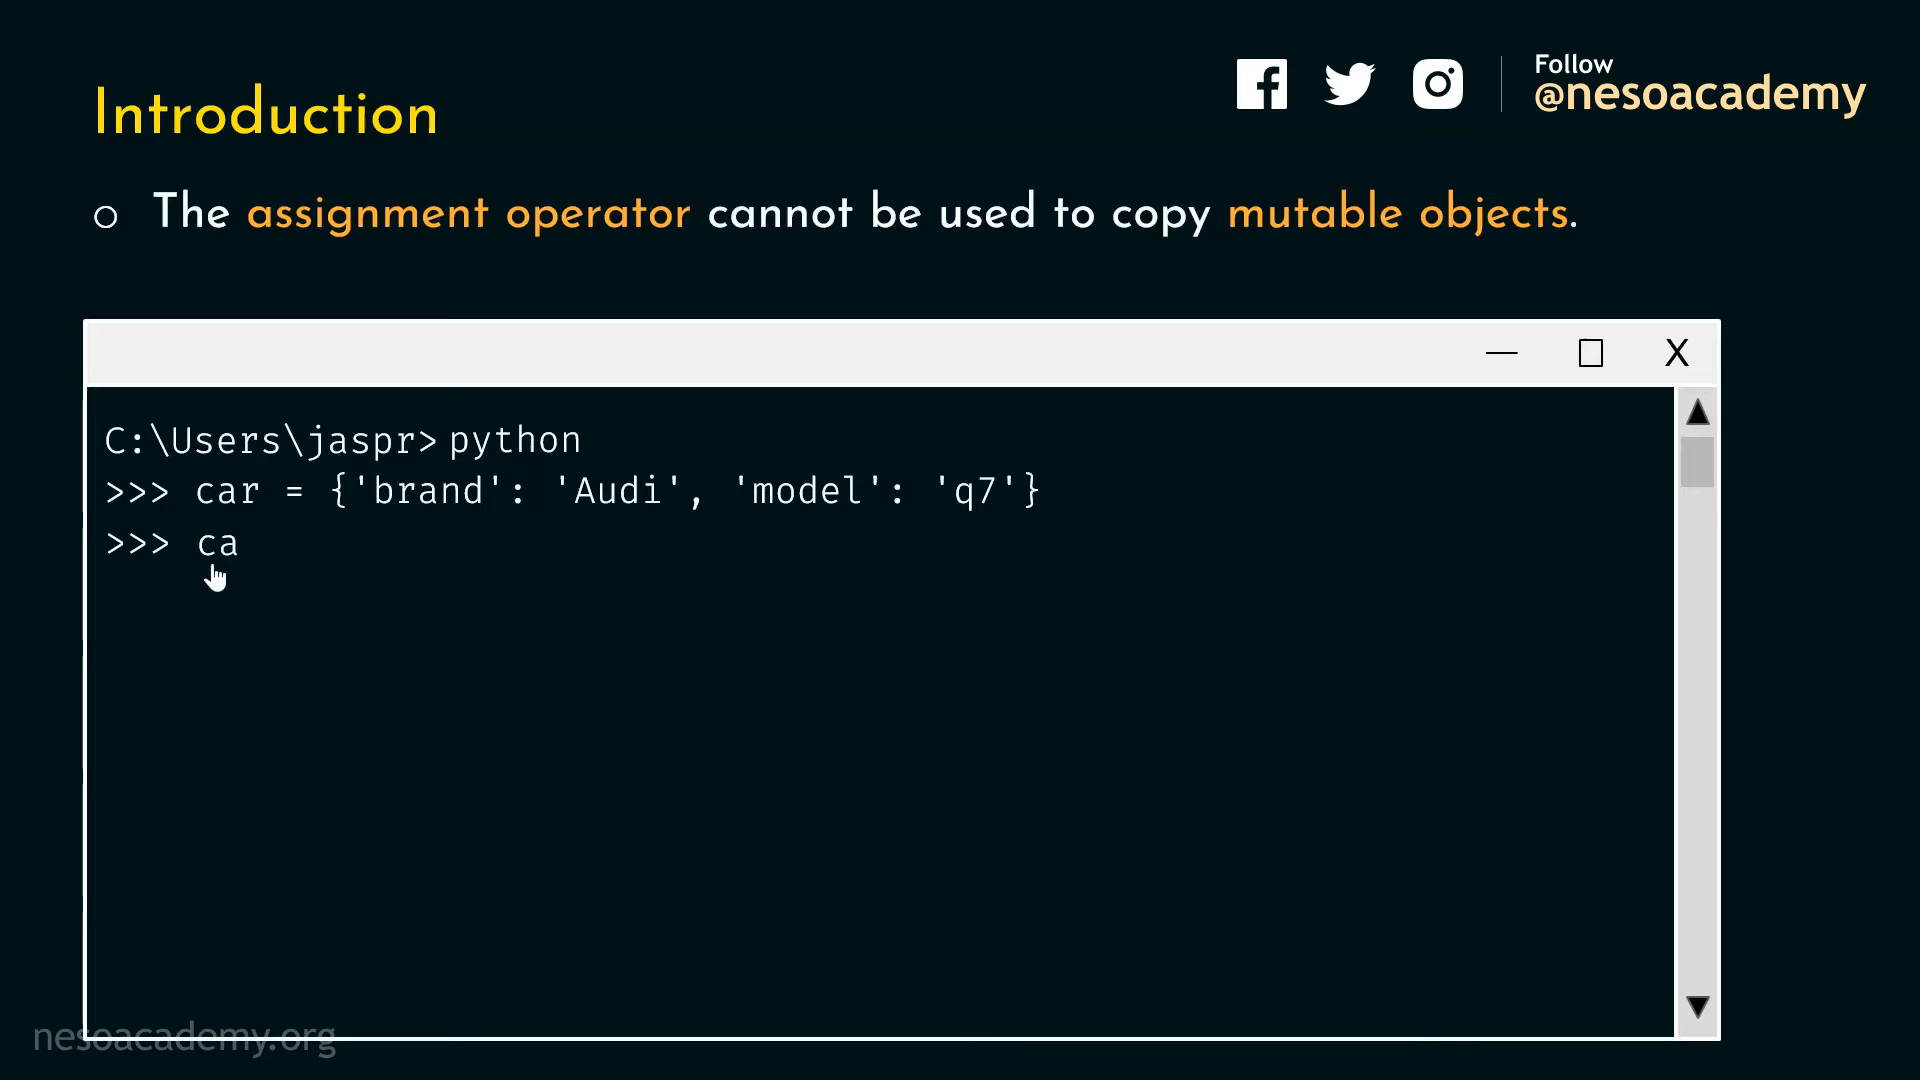 Follow
@nesoacademy
Introduction
○ The assignment operator cannot be used to copy mutable objects.
— □ X
C:\Users\jaspr> python
>>> car = {'brand': 'Audi', 'model': 'q7'}
>>> ca
nesoacademy.org